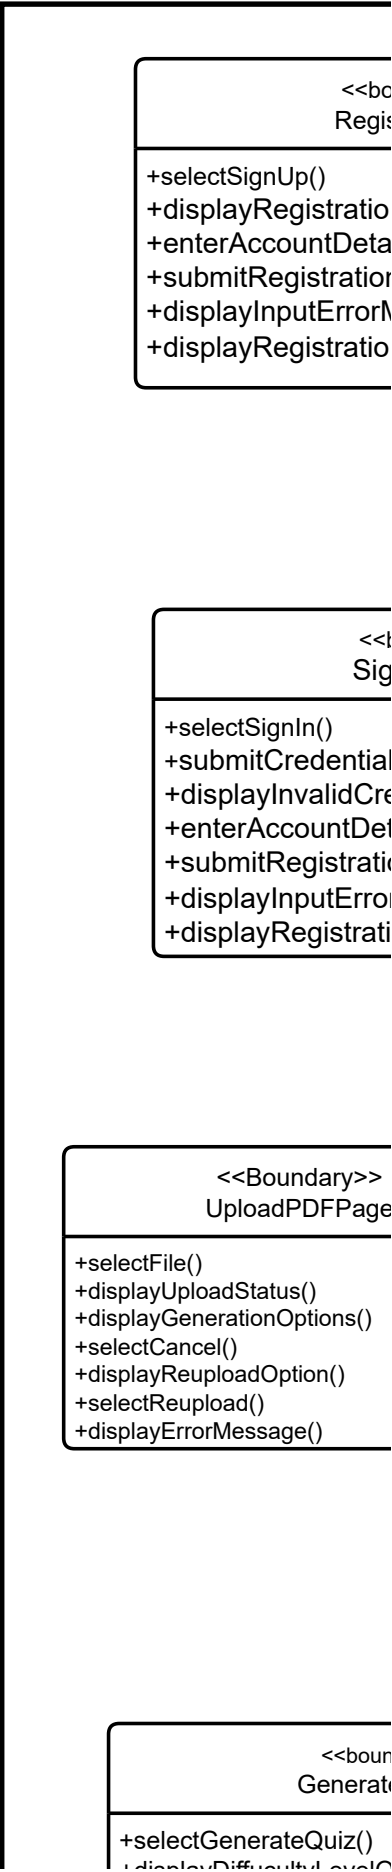 <<bo
Regis
+selectSignUp()
+displayRegistratio
+enterAccountDeta
+submitRegistration
+displayInputErrorM
+displayRegistratio
<<b
Sig
+selectSignIn()
+submitCredential
+displayInvalidCre
+enterAccountDet
+submitRegistratio
+displayInputError
+displayRegistrati
<<Boundary>>
UploadPDFPage
+selectFile()
+displayUploadStatus()
+displayGenerationOptions()
+selectCancel()
+displayReuploadOption()
+selectReupload()
+displayErrorMessage()
<<boun
Generate
+selectGenerateQuiz()
+displayDiffucultyLevelO